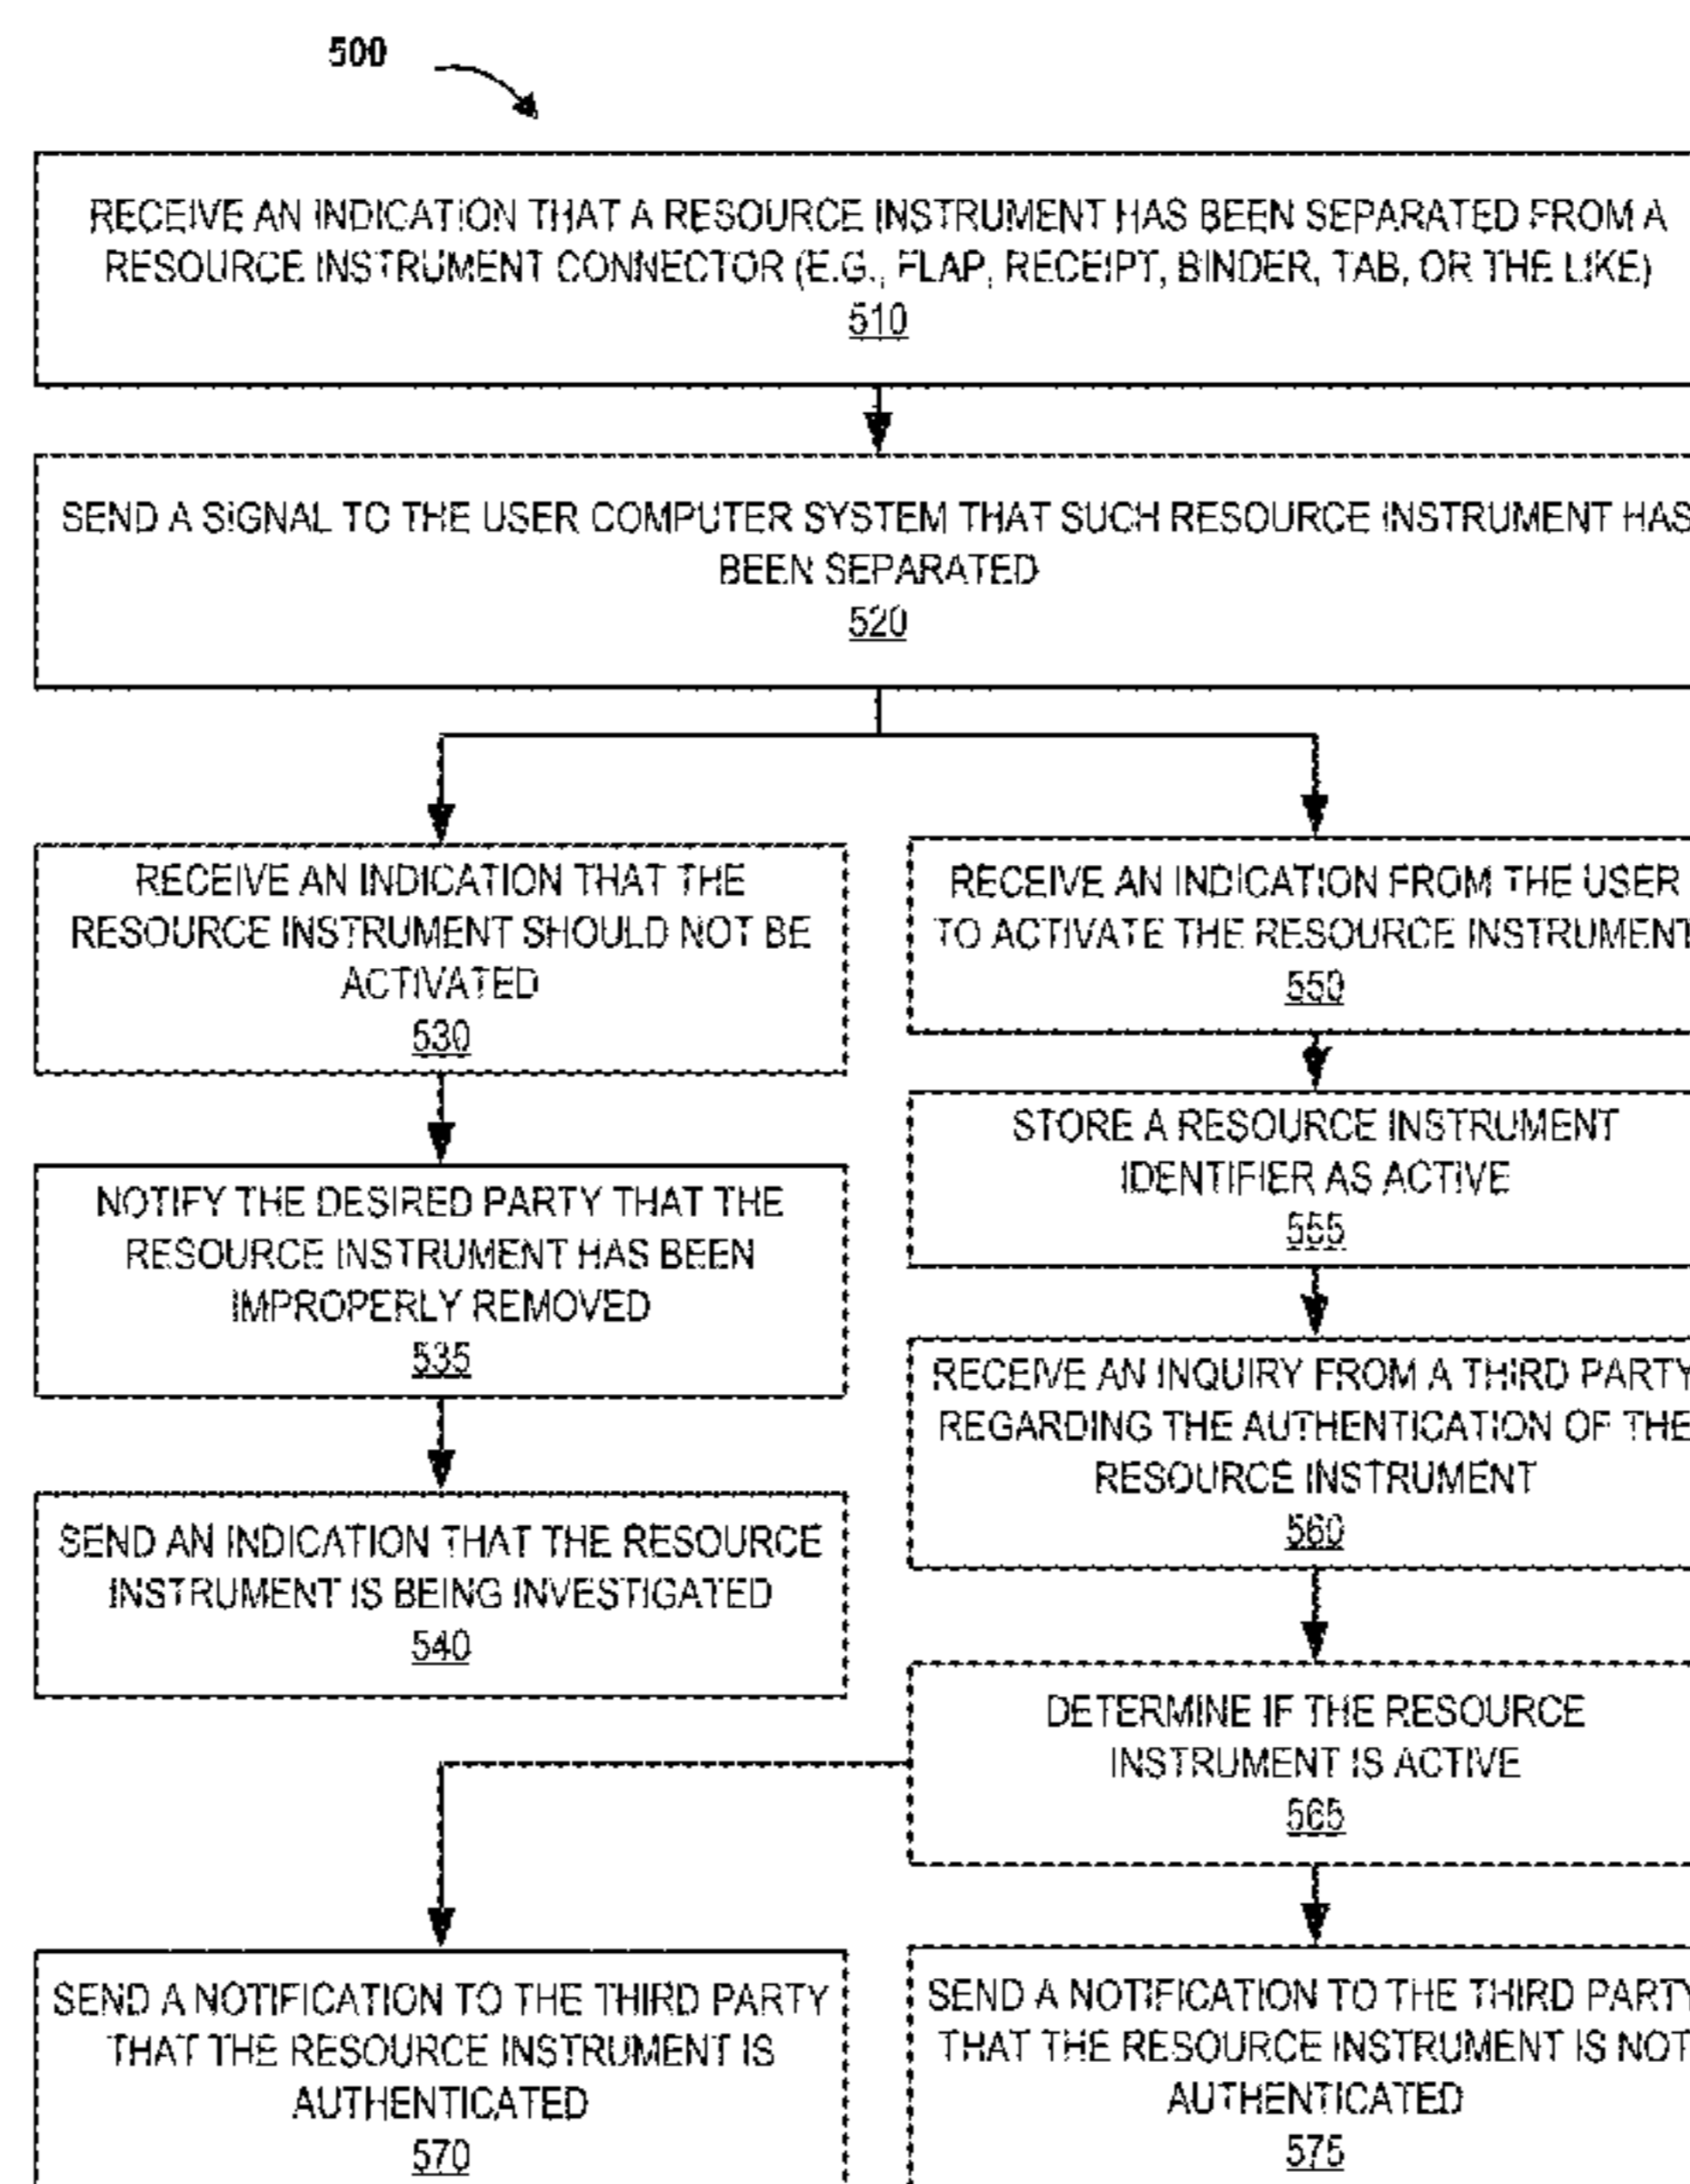 500
RECEIVE AN INDICATION THAT A RESOURCE INSTRUMENT HAS BEEN SEPARATED FROM A
RESOURCE INSTRUMENT CONNECTOR (E.G., FLAP, RECEIPT, BINDER, TAB, OR THE LIKE)
510
SEND A SIGNAL TO THE USER COMPUTER SYSTEM THAT SUCH RESOURCE INSTRUMENT HAS
BEEN SEPARATED
520
RECEIVE AN INDICATION THAT THE
RESOURCE INSTRUMENT SHOULD NOT BE
ACTIVATED
530
NOTIFY THE DESIRED PARTY THAT THE
RESOURCE INSTRUMENT HAS BEEN
IMPROPERLY REMOVED
535
SEND AN INDICATION THAT THE RESOURCE
INSTRUMENT IS BEING INVESTIGATED
540
RECEIVE AN INDICATION FROM THE USER
TO ACTIVATE THE RESOURCE INSTRUMENT
550
STORE A RESOURCE INSTRUMENT
IDENTIFIER AS ACTIVE
555
RECEIVE AN INQUIRY FROM A THIRD PARTY
REGARDING THE AUTHENTICATION OF THE
RESOURCE INSTRUMENT
560
DETERMINE IF THE RESOURCE
INSTRUMENT IS ACTIVE
565
SEND A NOTIFICATION TO THE THIRD PARTY
THAT THE RESOURCE INSTRUMENT IS
AUTHENTICATED
570
SEND A NOTIFICATION TO THE THIRD PARTY
THAT THE RESOURCE INSTRUMENT IS NOT
AUTHENTICATED
575